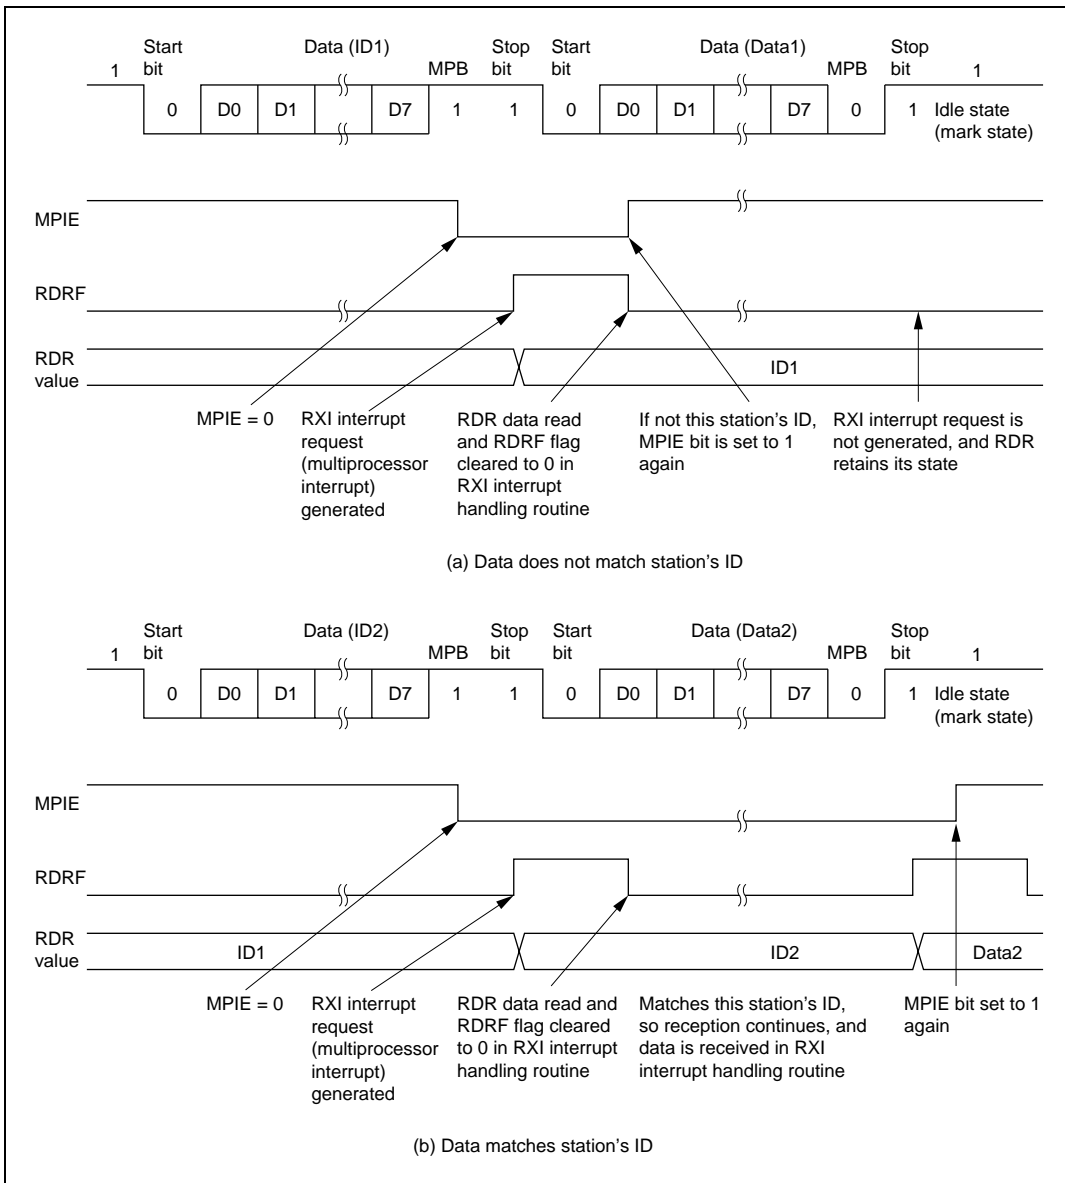 Start bit Data (ID1) Stop bit Start bit Data (Data1) Stop bit
1 MPB MPB 1
0 D0 D1 D7 1 1 0 D0 D1 D7 0 1 Idle state (mark state)
MPIE
RDRF
RDR value
ID1
MPIE = 0
RXI interrupt
request
(multiprocessor
interrupt)
generated
RDR data read
and RDRF flag
cleared to 0 in
RXI interrupt
handling routine
If not this station's ID,
MPIE bit is set to 1
again
RXI interrupt request is
not generated, and RDR
retains its state
(a) Data does not match station's ID
Start bit Data (ID2) Stop bit Start bit Data (Data2) Stop bit
1 MPB MPB 1
0 D0 D1 D7 1 1 0 D0 D1 D7 0 1 Idle state (mark state)
MPIE
RDRF
RDR value
ID1 ID2 Data2
MPIE = 0
RXI interrupt
request
(multiprocessor
interrupt)
generated
RDR data read and
RDRF flag cleared
to 0 in RXI interrupt
handling routine
Matches this station's ID,
so reception continues, and
data is received in RXI
interrupt handling routine
MPIE bit set to 1
again
(b) Data matches station's ID